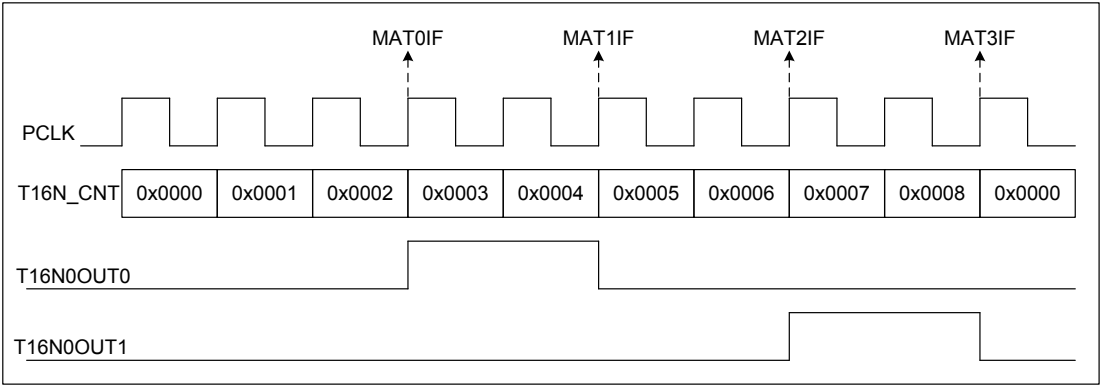 MAT0IF MAT1IF MAT2IF MAT3IF
PCLK
T16N_CNT 0x0000 0x0001 0x0002 0x0003 0x0004 0x0005 0x0006 0x0007 0x0008 0x0000
T16N0OUT0
T16N0OUT1